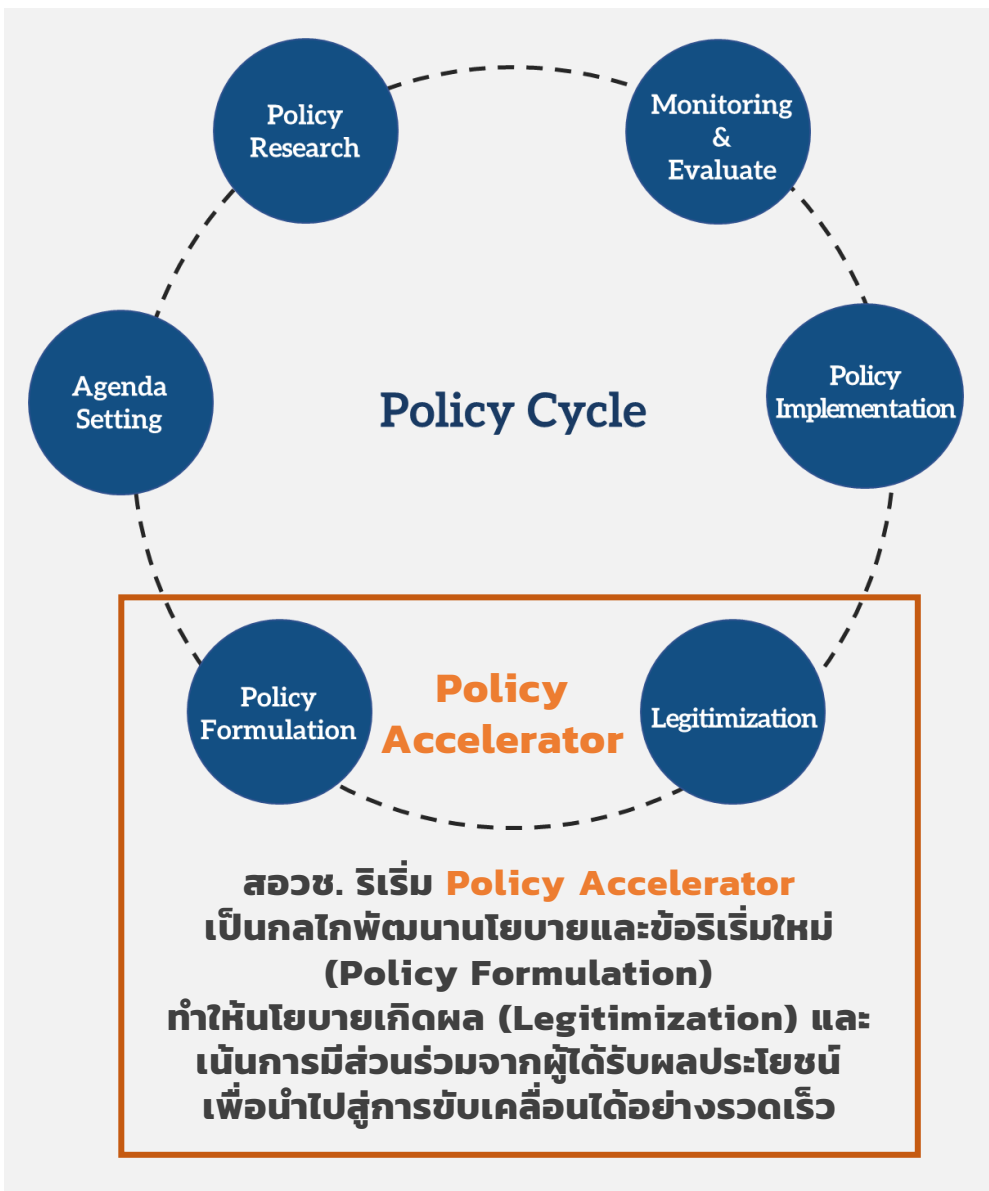 Policy
Research
Monitoring
&
Evaluate
Agenda
Setting
Policy Cycle
Policy
Implementation
Policy
Formulation
Policy
Accelerator
Legitimization
สอวช. ริเริ่ม Policy Accelerator
เป็นกลไกพัฒนานโยบายและข้อริเริ่มใหม่
(Policy Formulation)
ทำให้นโยบายเกิดผล (Legitimization) และ
เน้นการมีส่วนร่วมจากผู้ได้รับผลประโยชน์
เพื่อนำไปสู่การขับเคลื่อนได้อย่างรวดเร็ว